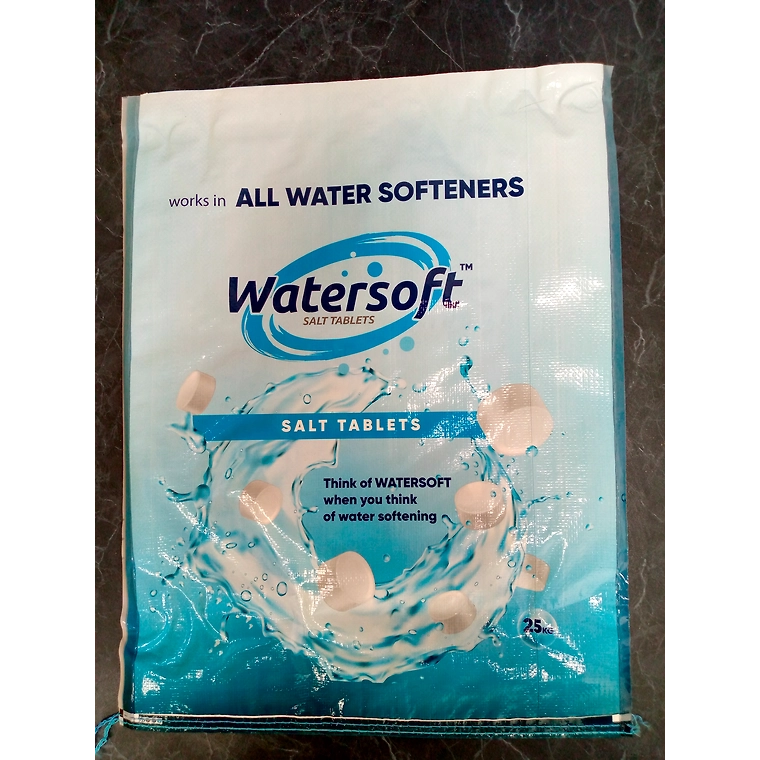 works in ALL WATER SOFTENERS
Watersoft™
SALT TABLETS
SALT TABLETS
Think of WATERSOFT
when you think
of water softening
25KG